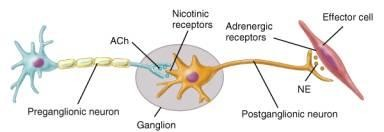 Nicotinic
receptors
Effector cell
ACh
Adrenergic
receptors
NE
Preganglionic neuron
Postganglionic neuron
Ganglion